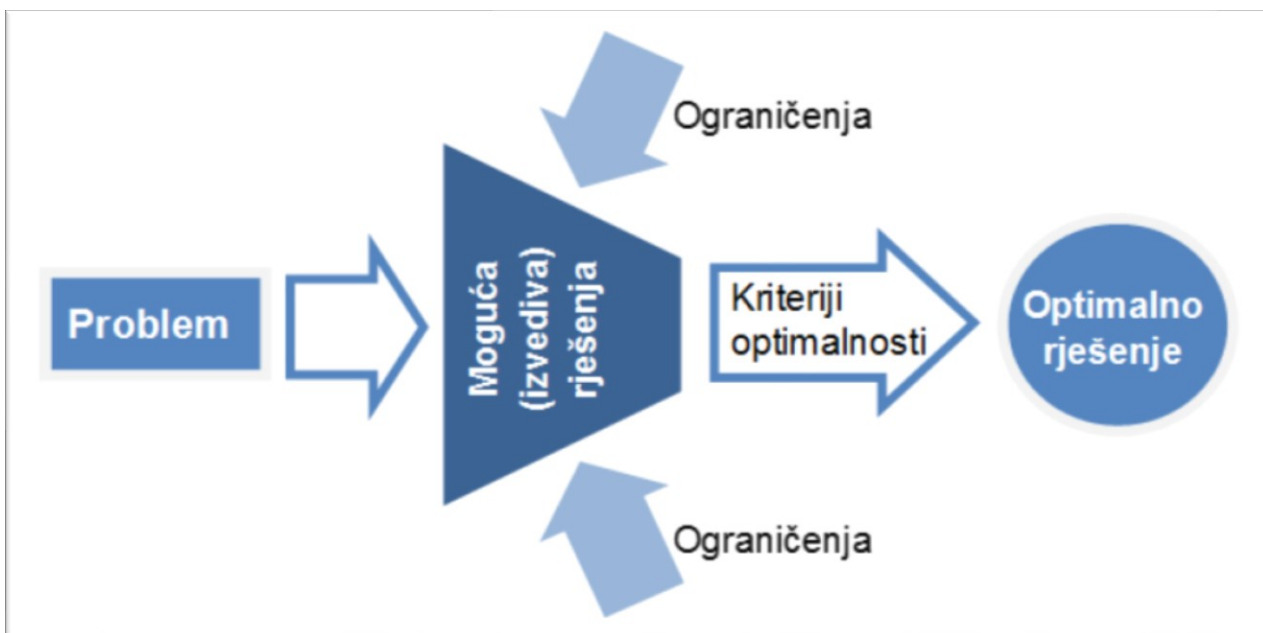 Ograničenja
Problem
Moguća
(izvediva)
rješenja
Kriteriji
optimalnosti
Optimalno
rješenje
Ograničenja